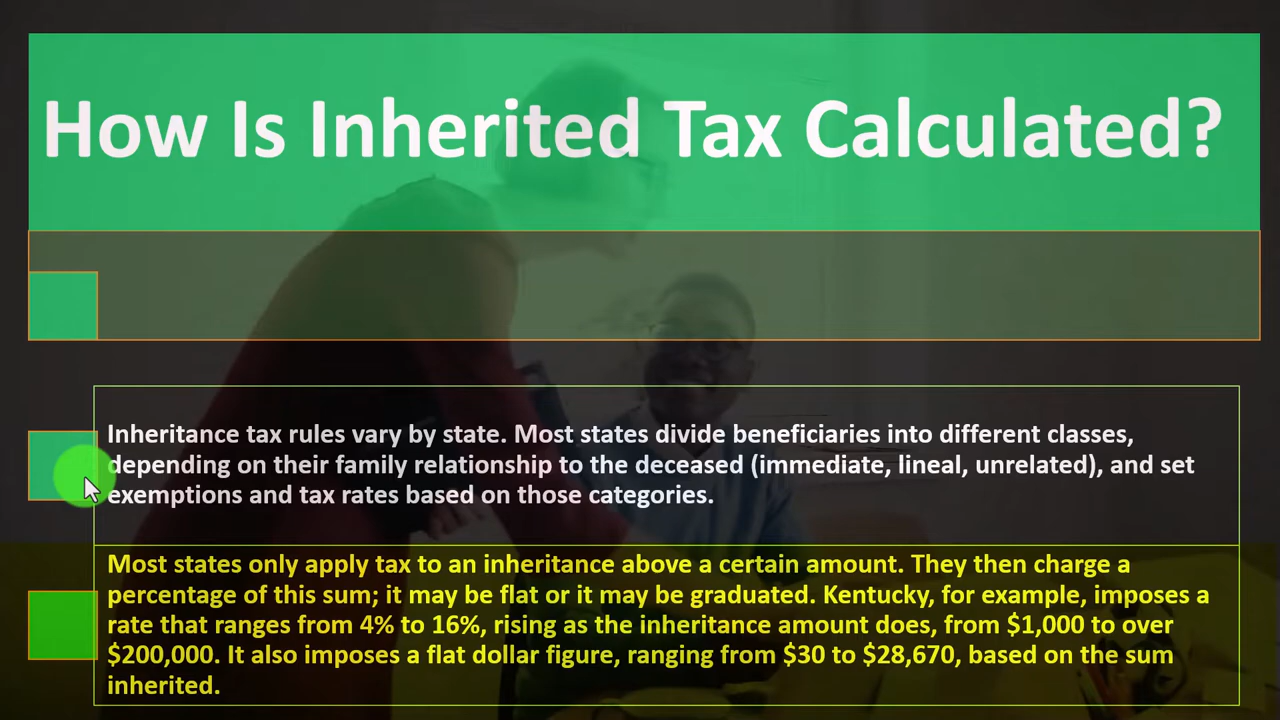 How Is Inherited Tax Calculated?
Inheritance tax rules vary by state. Most states divide beneficiaries into different classes,
depending on their family relationship to the deceased (immediate, lineal, unrelated), and set
exemptions and tax rates based on those categories.
Most states only apply tax to an inheritance above a certain amount. They then charge a
percentage of this sum; it may be flat or it may be graduated. Kentucky, for example, imposes a
rate that ranges from 4% to 16%, rising as the inheritance amount does, from $1,000 to over
$200,000. It also imposes a flat dollar figure, ranging from $30 to $28,670, based on the sum
inherited.